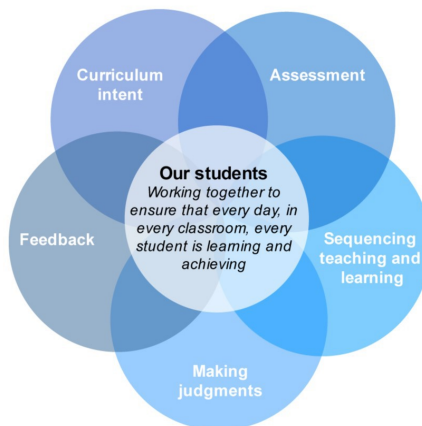 Curriculum
intent
Assessment
Our students
Working together to
ensure that every day, in
every classroom, every
student is learning and
achieving
Feedback
Sequencing
teaching and
learning
Making
judgments